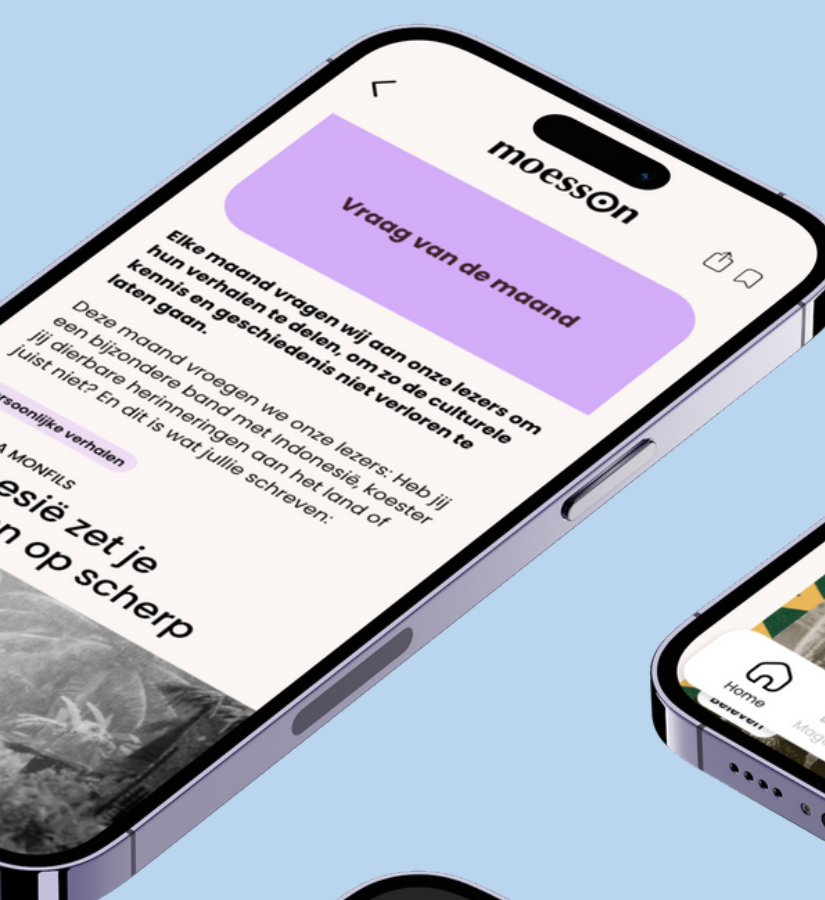 moesson
Vraag van de maand
Elke maand vragen wij aan onze lezers om
hun verhalen te delen, om zo de culturele
kennis en geschiedenis niet verloren te
laten gaan.
Deze maand vroegen we onze lezers: Heb jij
een bijzondere band met Indonesië, koester
jij dierbare herinneringen aan het land of
juist niet? En dit is wat jullie schreven:
verhalen
MONFILS
zet je
op scherp
Home
Beleven